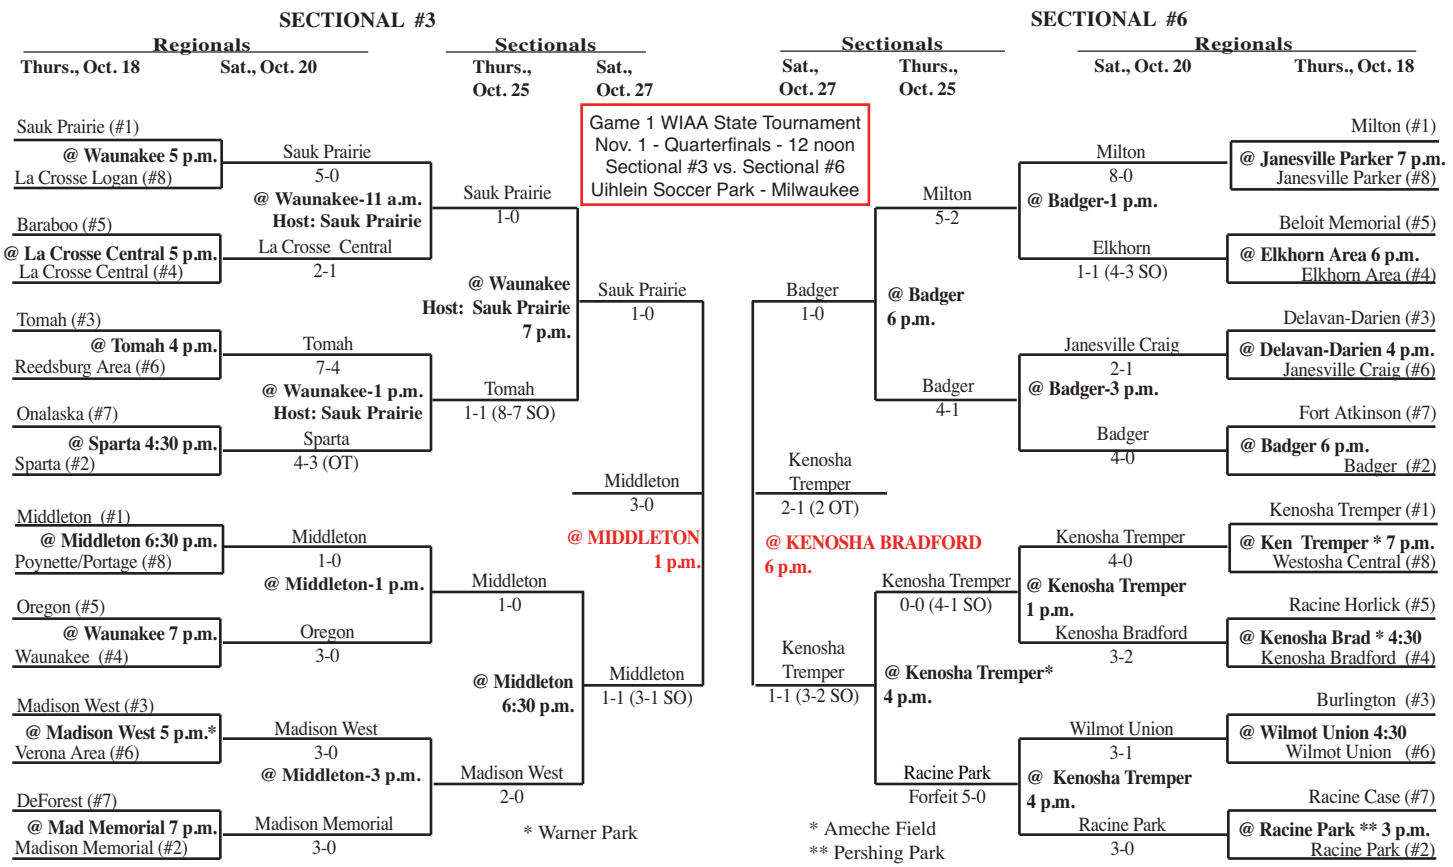 SECTIONAL #3
Regionals
Sectionals
Thurs., Oct. 18
Sat., Oct. 20
Thurs.,
Oct. 25
Sat.,
Oct. 27
Sauk Prairie (#1)
@ Waunakee 5 p.m.
La Crosse Logan (#8)
Baraboo (#5)
@ La Crosse Central 5 p.m.
La Crosse Central (#4)
Tomah (#3)
@ Tomah 4 p.m.
Reedsburg Area (#6)
Onalaska (#7)
@ Sparta 4:30 p.m.
Sparta (#2)
Middleton (#1)
@ Middleton 6:30 p.m.
Poynette/Portage (#8)
Oregon (#5)
@ Waunakee 7 p.m.
Waunakee (#4)
Madison West (#3)
@ Madison West 5 p.m.*
Verona Area (#6)
DeForest (#7)
@ Mad Memorial 7 p.m.
Madison Memorial (#2)
Sauk Prairie
5-0
@ Waunakee-11 a.m.
Host: Sauk Prairie
La Crosse Central
2-1
Tomah
7-4
@ Waunakee-1 p.m.
Host: Sauk Prairie
Sparta
4-3 (OT)
Middleton
1-0
@ Middleton-1 p.m.
Oregon
3-0
Madison West
3-0
@ Middleton-3 p.m.
Madison Memorial
3-0
Sauk Prairie
1-0
@ Waunakee
Host: Sauk Prairie
7 p.m.
Tomah
1-1 (8-7 SO)
Middleton
1-0
@ Middleton
6:30 p.m.
Madison West
2-0
* Warner Park
Sauk Prairie
1-0
Middleton
3-0
@ MIDDLETON
1 p.m.
Middleton
1-1 (3-1 SO)
Game 1 WIAA State Tournament
Nov. 1 - Quarterfinals - 12 noon
Sectional #3 vs. Sectional #6
Uihlein Soccer Park - Milwaukee
SECTIONAL #6
Sectionals
Regionals
Sat.,
Oct. 27
Thurs.,
Oct. 25
Sat., Oct. 20
Thurs., Oct. 18
Badger
1-0
Kenosha
Tremper
2-1 (2 OT)
@ KENOSHA BRADFORD
6 p.m.
Kenosha
Tremper
1-1 (3-2 SO)
Milton
5-2
@ Badger
6 p.m.
Badger
4-1
Kenosha Tremper
0-0 (4-1 SO)
@ Kenosha Tremper*
4 p.m.
Racine Park
Forfeit 5-0
* Ameche Field
** Pershing Park
Milton
8-0
@ Badger-1 p.m.
Elkhorn
1-1 (4-3 SO)
Janesville Craig
2-1
@ Badger-3 p.m.
Badger
4-0
Kenosha Tremper
4-0
@ Kenosha Tremper
1 p.m.
Kenosha Bradford
3-2
Wilmot Union
3-1
@ Kenosha Tremper
4 p.m.
Racine Park
3-0
Milton (#1)
@ Janesville Parker 7 p.m.
Janesville Parker (#8)
Beloit Memorial (#5)
@ Elkhorn Area 6 p.m.
Elkhorn Area (#4)
Delavan-Darien (#3)
@ Delavan-Darien 4 p.m.
Janesville Craig (#6)
Fort Atkinson (#7)
@ Badger 6 p.m.
Badger (#2)
Kenosha Tremper (#1)
@ Ken Tremper * 7 p.m.
Westosha Central (#8)
Racine Horlick (#5)
@ Kenosha Brad * 4:30
Kenosha Bradford (#4)
Burlington (#3)
@ Wilmot Union 4:30
Wilmot Union (#6)
Racine Case (#7)
@ Racine Park ** 3 p.m.
Racine Park (#2)